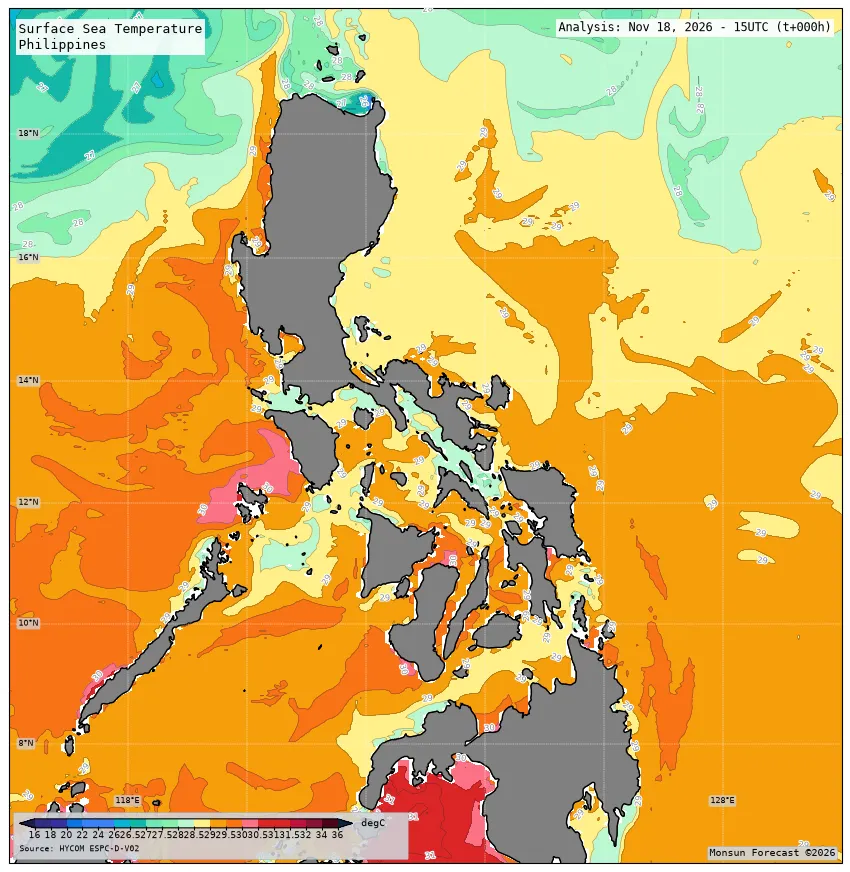 Surface Sea Temperature
Philippines
Analysis: Nov 18, 2026 - 15UTC (t+000h)
18°N
16°N
14°N
12°N
10°N
8°N
118°E
128°E
16 18 20 22 24 26 26.5 27 27.5 28 28.5 29 29.5 30 30.5 31 31.5 32 34 36 degC
Source: HYCOM ESPC-D-V02
Monsun Forecast ©2026